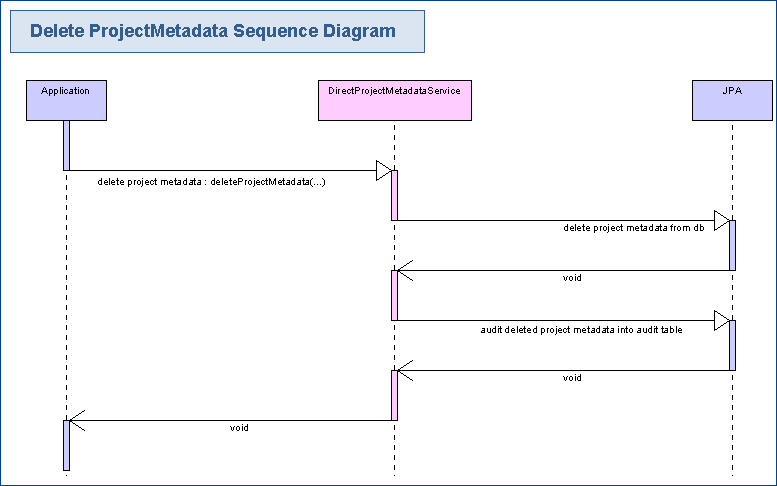 Delete ProjectMetadata Sequence Diagram
Application
DirectProjectMetadataService
JPA
delete project metadata : deleteProjectMetadata(...)
delete project metadata from db
void
audit deleted project metadata into audit table
void
void